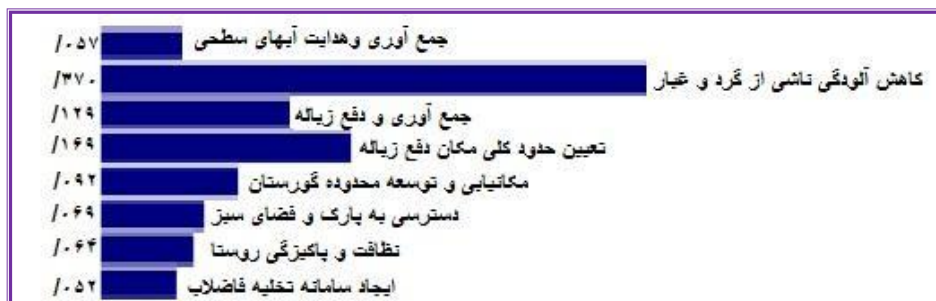 جمع آوری وهدایت آبهای سطحی /۰۵۷
کاهش آلودگی ناشی از گرد و غبار /۳۷۰
جمع آوری و دفع زباله /۱۲۹
تعیین حدود کلی مکان دفع زباله /۱۶۹
مکانیابی و توسعه محدوده گورستان /۰۹۲
دسترسی به پارک و فضای سبز /۰۶۹
نظافت و پاکیزگی روستا /۰۶۴
ایجاد سامانه تخلیه فاضلاب /۰۵۲